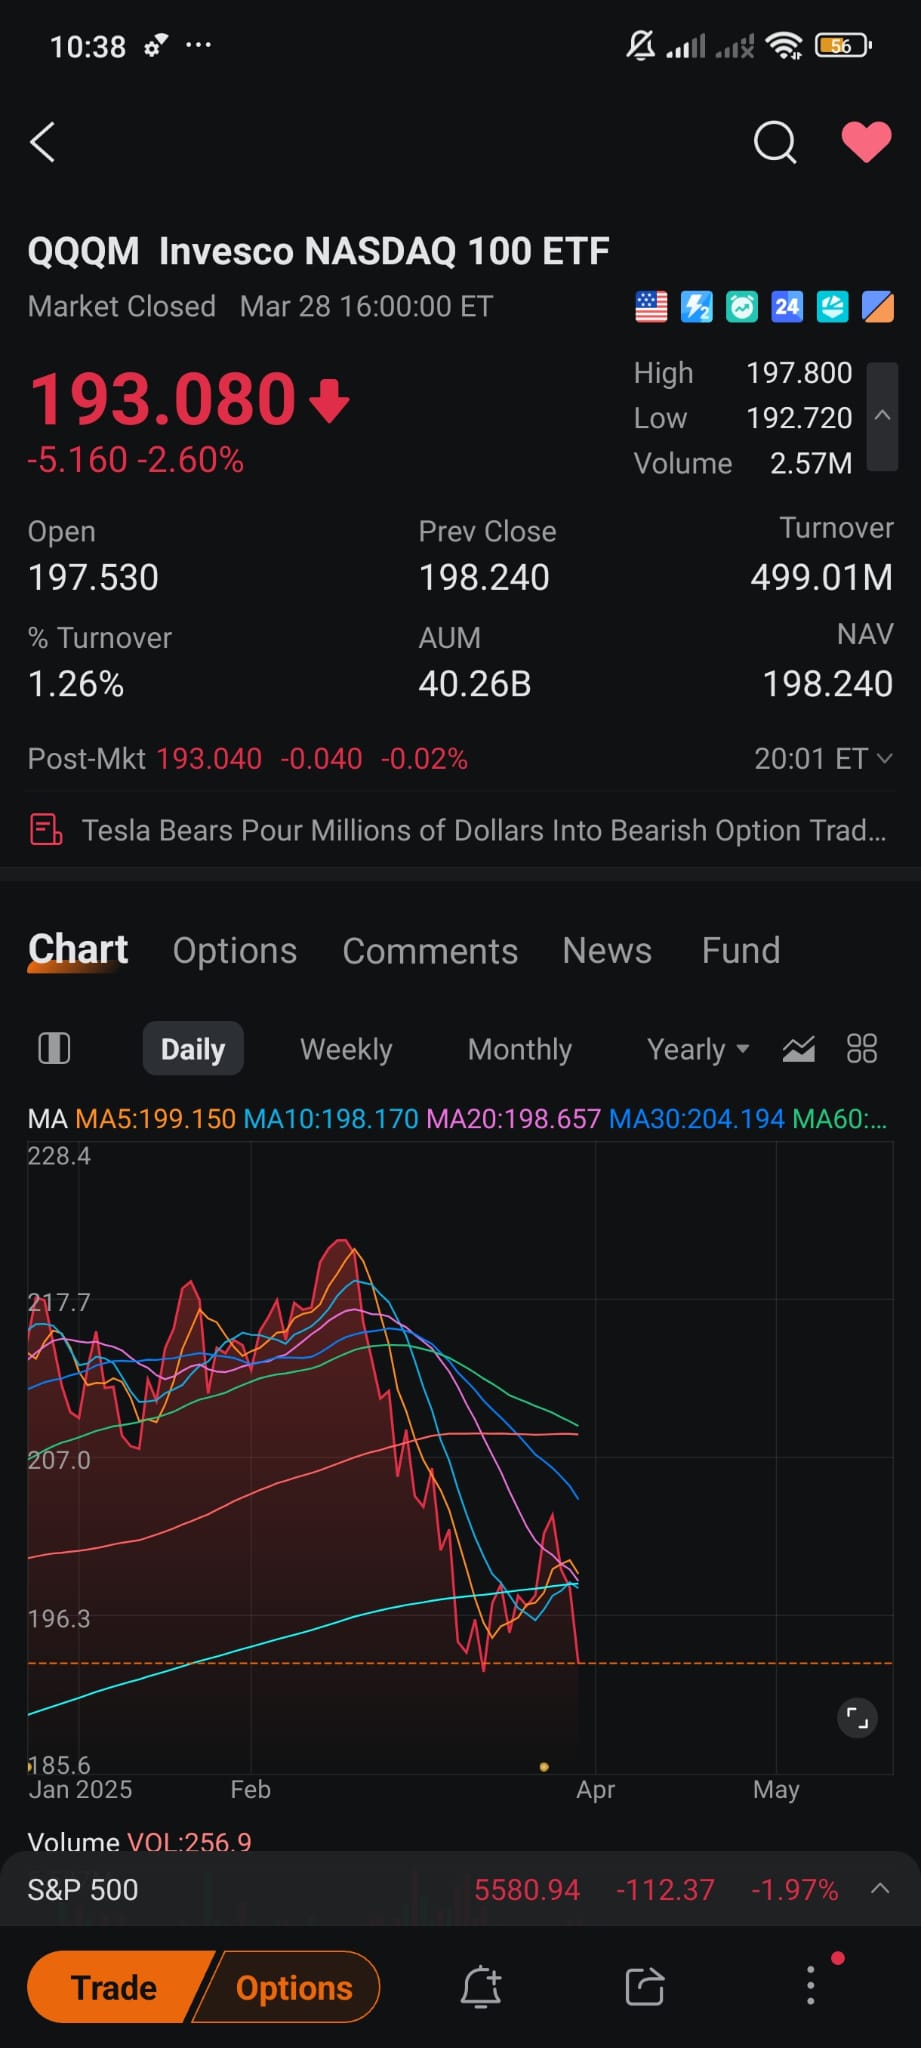 10:38
56
QQQM Invesco NASDAQ 100 ETF
Market Closed Mar 28 16:00:00 ET
24
193.080
-5.160 -2.60%
High 197.800
Low 192.720
Volume 2.57M
Open Prev Close Turnover
197.530 198.240 499.01M
% Turnover AUM NAV
1.26% 40.26B 198.240
Post-Mkt 193.040 -0.040 -0.02% 20:01 ET
Tesla Bears Pour Millions of Dollars Into Bearish Option Trad...
Chart Options Comments News Fund
Daily Weekly Monthly Yearly
MA MA5:199.150 MA10:198.170 MA20:198.657 MA30:204.194 MA60:...
228.4
217.7
207.0
196.3
185.6
Jan 2025 Feb Apr May
Volume VOL:256.9
S&P 500 5580.94 -112.37 -1.97%
Trade Options